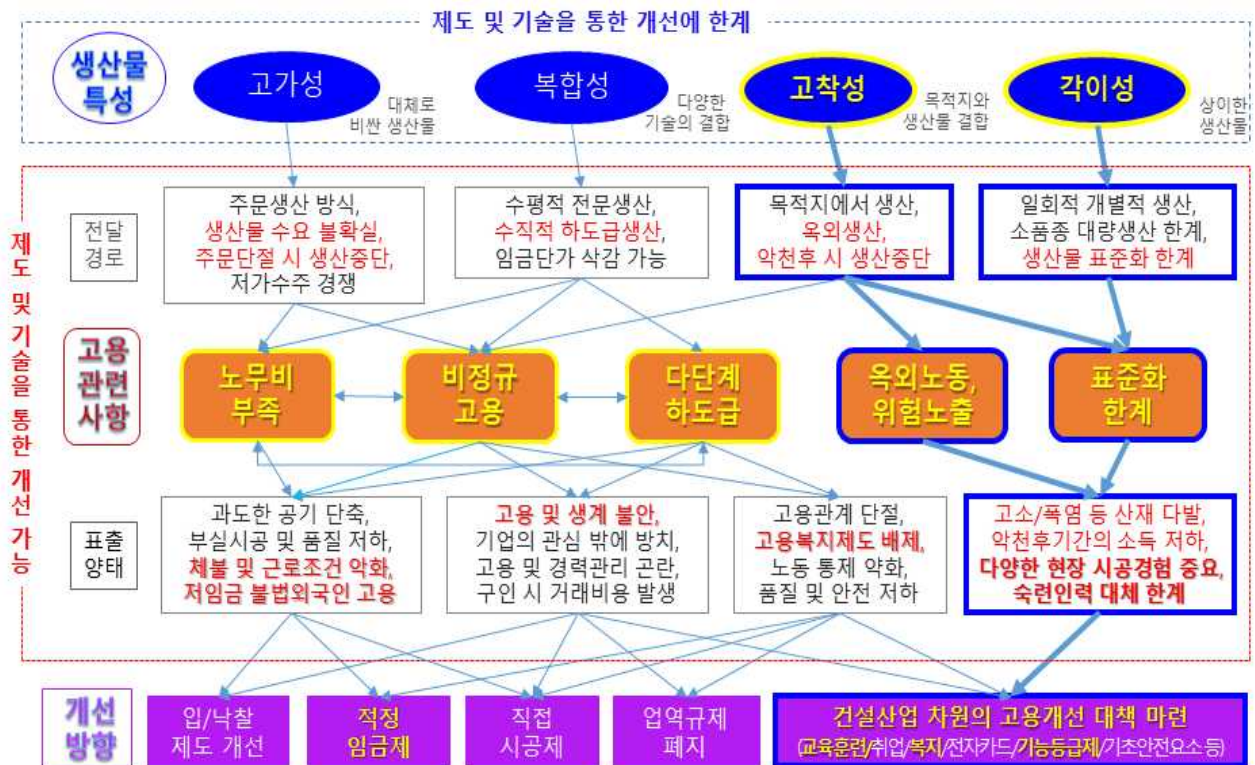 제도 및 기술을 통한 개선에 한계
생산물
특성
고가성
대체로
비싼 생산물
복합성
다양한
기술의 결합
고착성
목적지와
생산물 결합
각이성
상이한
생산물
제도 및 기술을 통한 개선 가능
전달
경로
주문생산 방식,
생산물 수요 불확실,
주문단절 시 생산중단,
저가수주 경쟁
수평적 전문생산,
수직적 하도급생산,
임금단가 삭감 가능
목적지에서 생산,
옥외생산,
악천후 시 생산중단
일회적 개별적 생산,
소품종 대량생산 한계,
생산물 표준화 한계
고용
관련
사항
노무비
부족
비정규
고용
다단계
하도급
옥외노동,
위험노출
표준화
한계
표출
양태
과도한 공기 단축,
부실시공 및 품질 저하,
체불 및 근로조건 악화,
저임금 불법외국인 고용
고용 및 생계 불안,
기업의 관심 밖에 방치,
고용 및 경력관리 곤란,
구인 시 거래비용 발생
고용관계 단절,
고용복지제도 배제,
노동 통제 약화,
품질 및 안전 저하
고소/폭염 등 산재 다발,
악천후기간의 소득 저하,
다양한 현장 시공경험 중요,
숙련인력 대체 한계
개선
방향
입/낙찰
제도 개선
적정
임금제
직접
시공제
업역규제
폐지
건설산업 차원의 고용개선 대책 마련
(교육훈련/취업/복지/전자카드/기능등급제/기초안전요소 등)